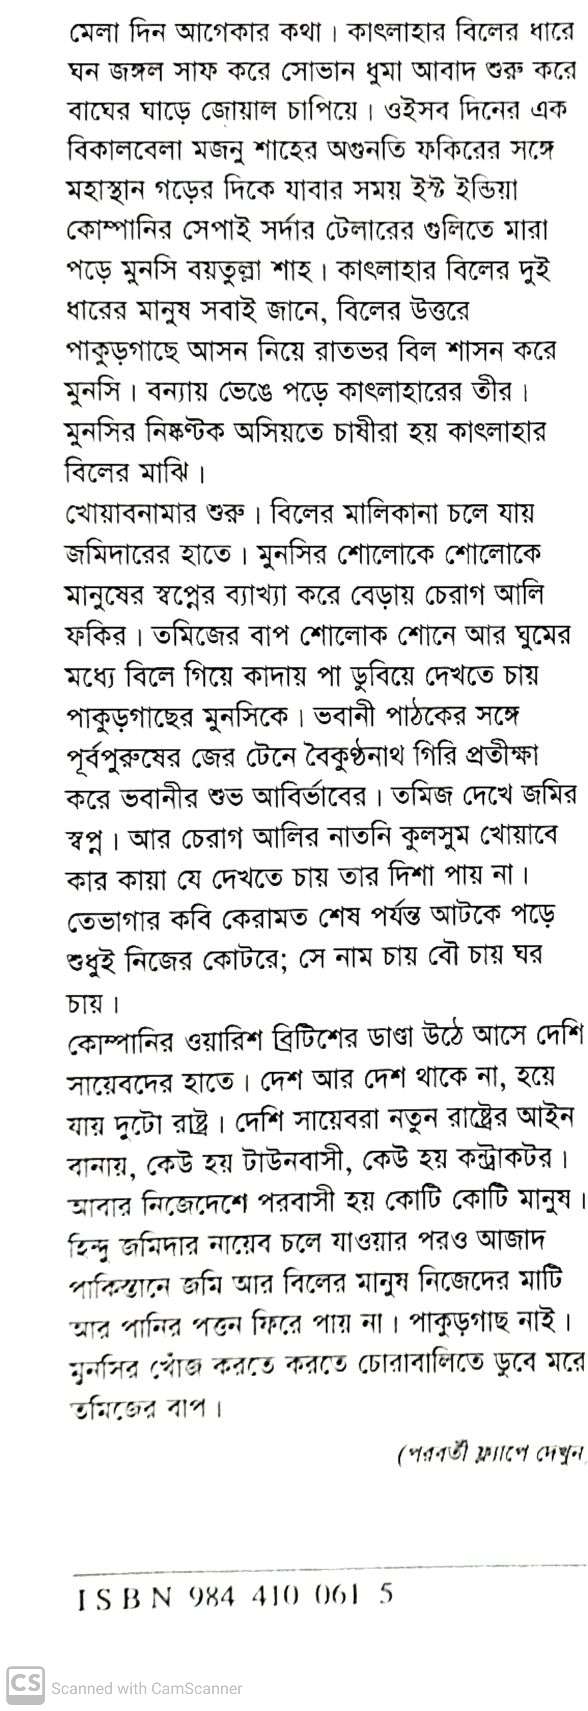 মেলা দিন আগেকার কথা। কাৎলাহার বিলের ধারে
ঘন জঙ্গল সাফ করে সোভান ধুমা আবাদ শুরু করে
বাঘের ঘাড়ে জোয়াল চাপিয়ে। ওইসব দিনের এক
বিকালবেলা মজনু শাহের অগুনতি ফকিরের সঙ্গে
মহাস্থান গড়ের দিকে যাবার সময় ইস্ট ইন্ডিয়া
কোম্পানির সেপাই সর্দার টেলারের গুলিতে মারা
পড়ে মুনসি বয়তুল্লা শাহ। কাৎলাহার বিলের দুই
ধারের মানুষ সবাই জানে, বিলের উত্তরে
পাকুড়গাছে আসন নিয়ে রাতভর বিল শাসন করে
মুনসি। বন্যায় ভেঙে পড়ে কাৎলাহারের তীর।
মুনসির নিষ্কণ্টক অসিয়তে চাষীরা হয় কাৎলাহার
বিলের মাঝি।
খোয়াবনামার শুরু। বিলের মালিকানা চলে যায়
জমিদারের হাতে। মুনসির শোলোকে শোলোকে
মানুষের স্বপ্নের ব্যাখ্যা করে বেড়ায় চেরাগ আলি
ফকির। তমিজের বাপ শোলোক শোনে আর ঘুমের
মধ্যে বিলে গিয়ে কাদায় পা ডুবিয়ে দেখতে চায়
পাকুড়গাছের মুনসিকে। ভবানী পাঠকের সঙ্গে
পূর্বপুরুষের জের টেনে বৈকুণ্ঠনাথ গিরি প্রতীক্ষা
করে ভবানীর শুভ আবির্ভাবের। তমিজ দেখে জমির
স্বপ্ন। আর চেরাগ আলির নাতনি কুলসুম খোয়াবে
কার কায়া যে দেখতে চায় তার দিশা পায় না।
তেভাগার কবি কেরামত শেষ পর্যন্ত আটকে পড়ে
শুধুই নিজের কোটরে; সে নাম চায় বৌ চায় ঘর
চায়।
কোম্পানির ওয়ারিশ ব্রিটিশের ডাণ্ডা উঠে আসে দেশি
সায়েবদের হাতে। দেশ আর দেশ থাকে না, হয়ে
যায় দুটো রাষ্ট্র। দেশি সায়েবরা নতুন রাষ্ট্রের আইন
বানায়, কেউ হয় টাউনবাসী, কেউ হয় কন্ট্রাকটর।
আবার নিজেদেশে পরবাসী হয় কোটি কোটি মানুষ।
হিন্দু জমিদার নায়েব চলে যাওয়ার পরও আজাদ
পাকিস্তানে জমি আর বিলের মানুষ নিজেদের মাটি
আর পানির পত্তন ফিরে পায় না। পাকুড়গাছ নাই।
মুনসির খোঁজ করতে করতে চোরাবালিতে ডুবে মরে
তমিজের বাপ।
(পরবর্তী ফ্ল্যাপে দেখুন
ISBN 984 410 061 5
CS Scanned with CamScanner